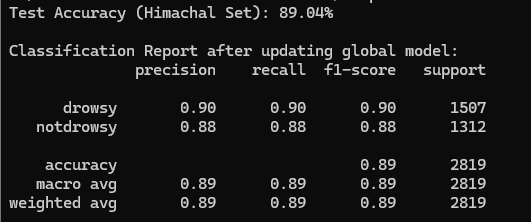 Test Accuracy (Himachal Set): 89.04%
Classification Report after updating global model:
precision recall f1-score support
drowsy 0.90 0.90 0.90 1507
notdrowsy 0.88 0.88 0.88 1312
accuracy 0.89 2819
macro avg 0.89 0.89 0.89 2819
weighted avg 0.89 0.89 0.89 2819